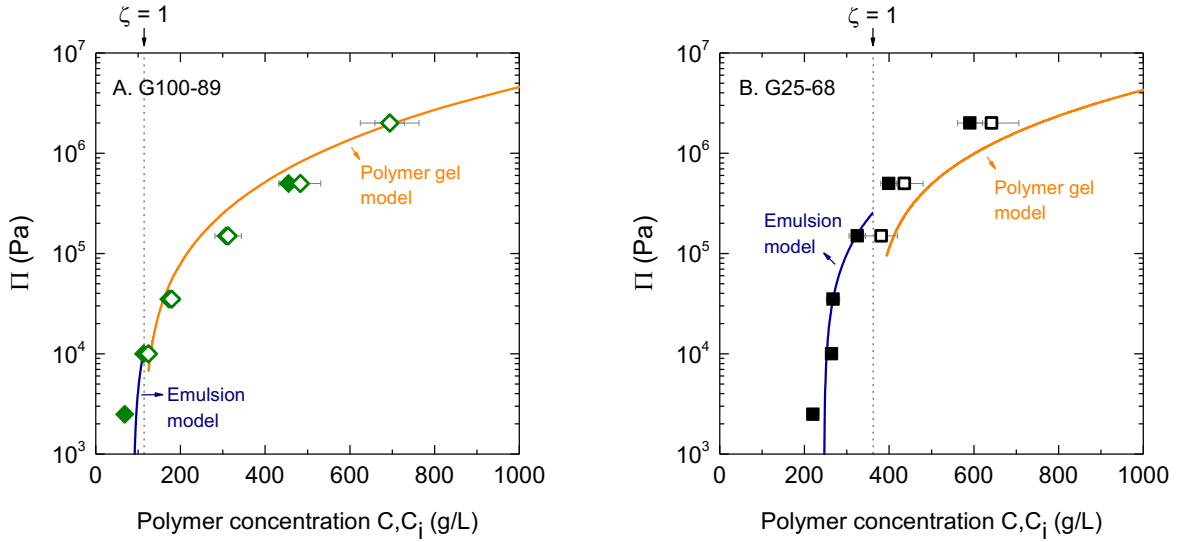 ζ = 1
A. G100-89
10⁷
10⁶
10⁵
10⁴
10³
Π (Pa)
Polymer gel
model
Emulsion
model
0
200
400
600
800
1000
Polymer concentration C,Cᵢ (g/L)
ζ = 1
B. G25-68
10⁷
10⁶
10⁵
10⁴
10³
Π (Pa)
Emulsion
model
Polymer gel
model
0
200
400
600
800
1000
Polymer concentration C,Cᵢ (g/L)